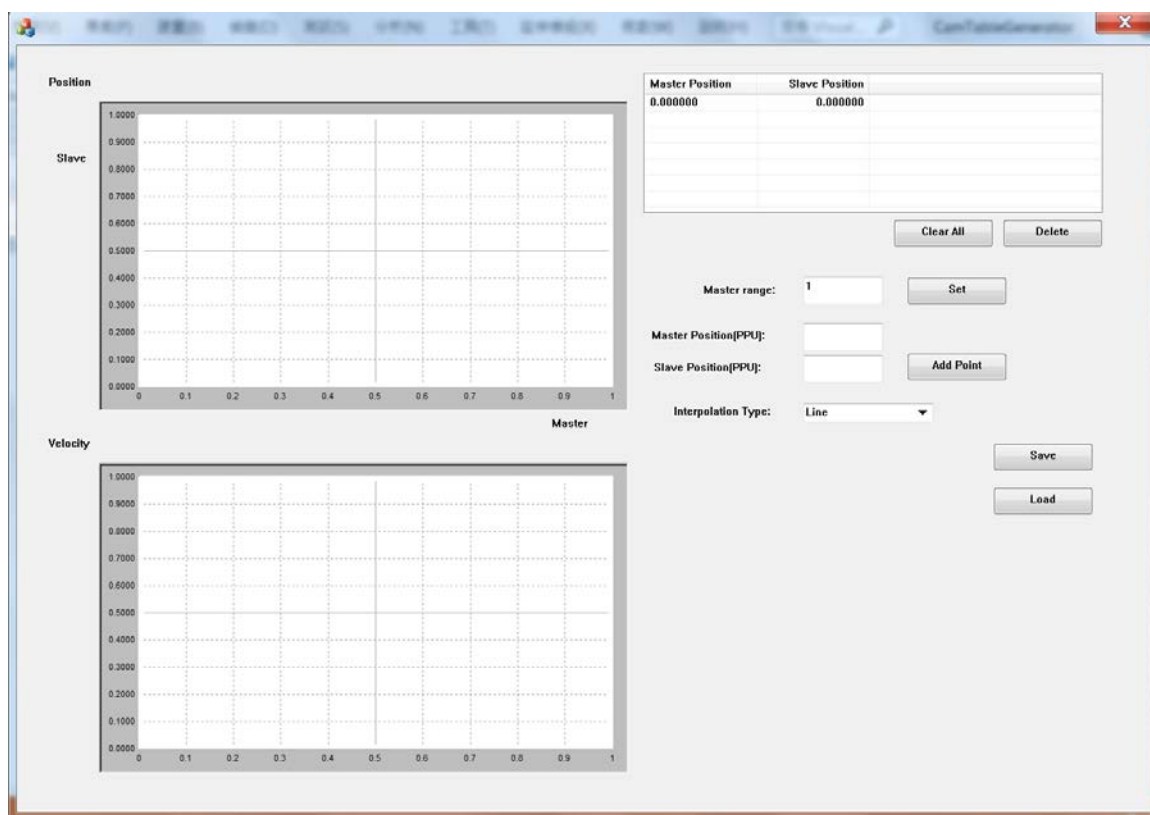 CamTableGenerator
Position
Slave
1.0000
0.9000
0.8000
0.7000
0.6000
0.5000
0.4000
0.3000
0.2000
0.1000
0.0000
0 0.1 0.2 0.3 0.4 0.5 0.6 0.7 0.8 0.9 1
Master
Velocity
1.0000
0.9000
0.8000
0.7000
0.6000
0.5000
0.4000
0.3000
0.2000
0.1000
0.0000
0 0.1 0.2 0.3 0.4 0.5 0.6 0.7 0.8 0.9 1
Master Position Slave Position
0.000000 0.000000
Clear All Delete
Master range: 1 Set
Master Position(PPU):
Slave Position(PPU): Add Point
Interpolation Type: Line
Save
Load